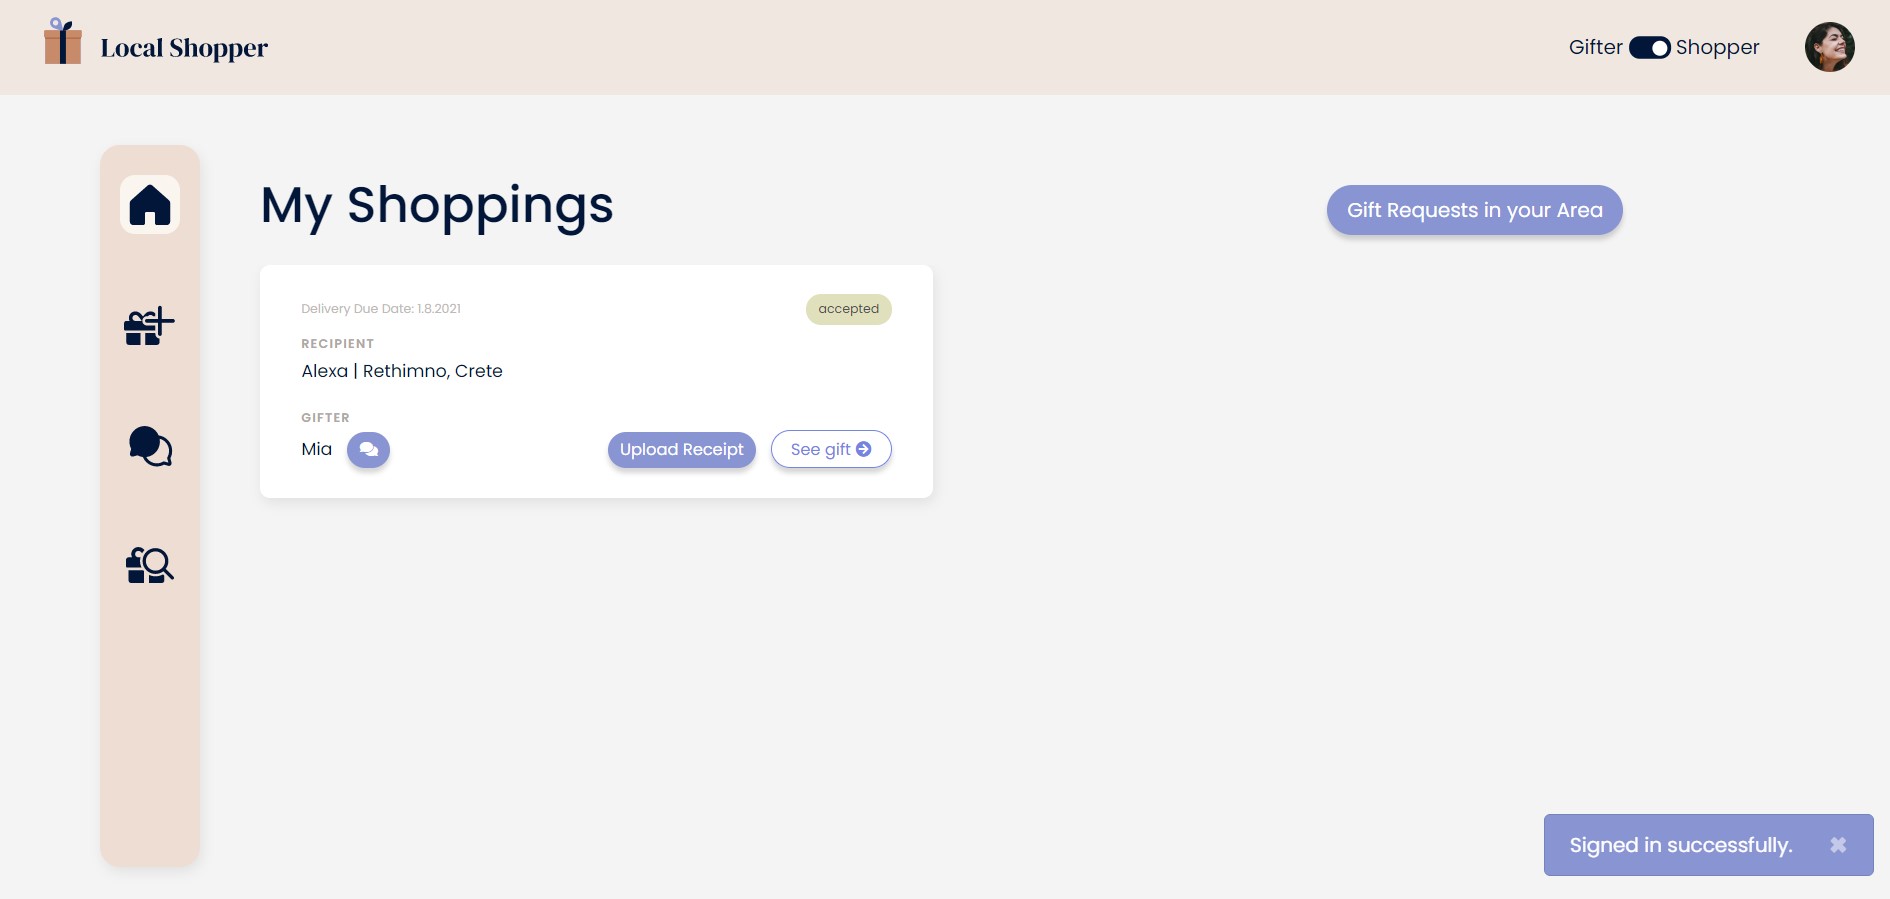 Local Shopper
Gifter Shopper
My Shoppings
Gift Requests in your Area
Delivery Due Date: 1.8.2021
accepted
RECIPIENT
Alexa | Rethimno, Crete
GIFTER
Mia
Upload Receipt
See gift
Signed in successfully.